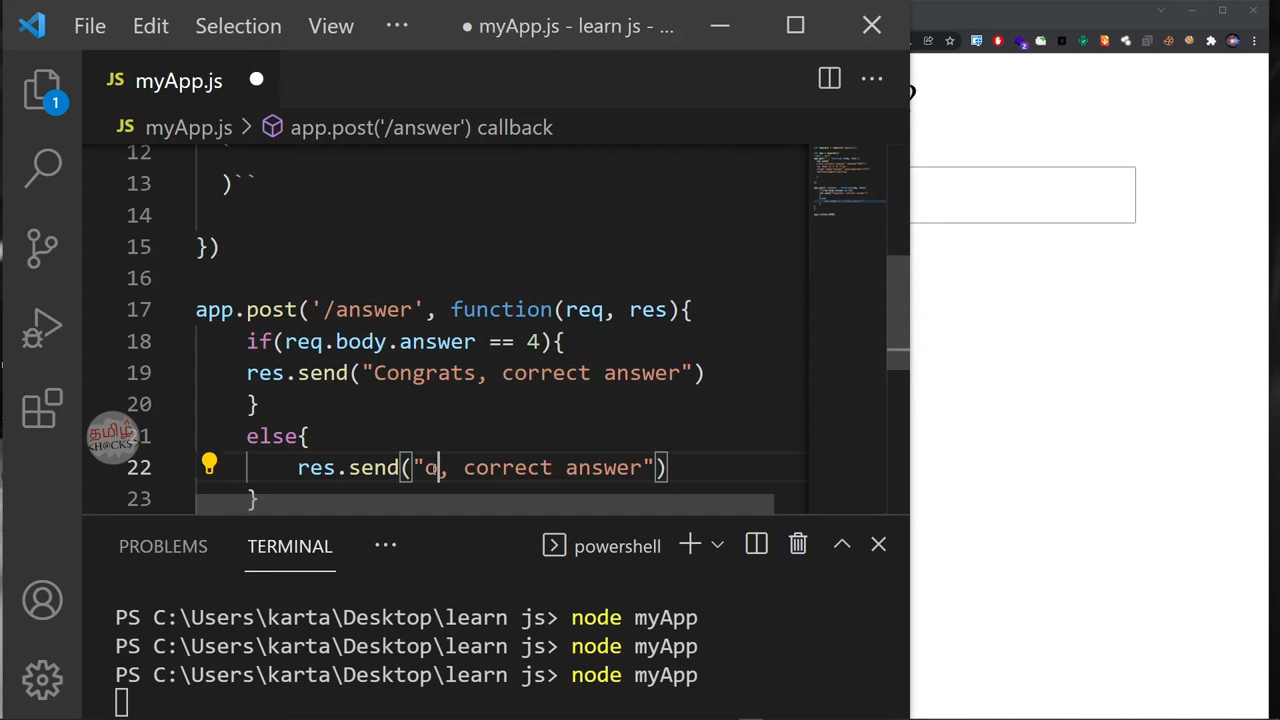 File Edit Selection View ··· ● myApp.js - learn js - ...
JS myApp.js ●
JS myApp.js > app.post('/answer') callback
1
12 `
13 )``
14
15 })
16
17 app.post('/answer', function(req, res){
18 if(req.body.answer == 4){
19 res.send("Congrats, correct answer")
20 }
21 else{
22 res.send("o, correct answer")
23 }
தமிழ்
H@CKS
PROBLEMS TERMINAL ··· powershell
PS C:\Users\karta\Desktop\learn js> node myApp
PS C:\Users\karta\Desktop\learn js> node myApp
PS C:\Users\karta\Desktop\learn js> node myApp
?
2